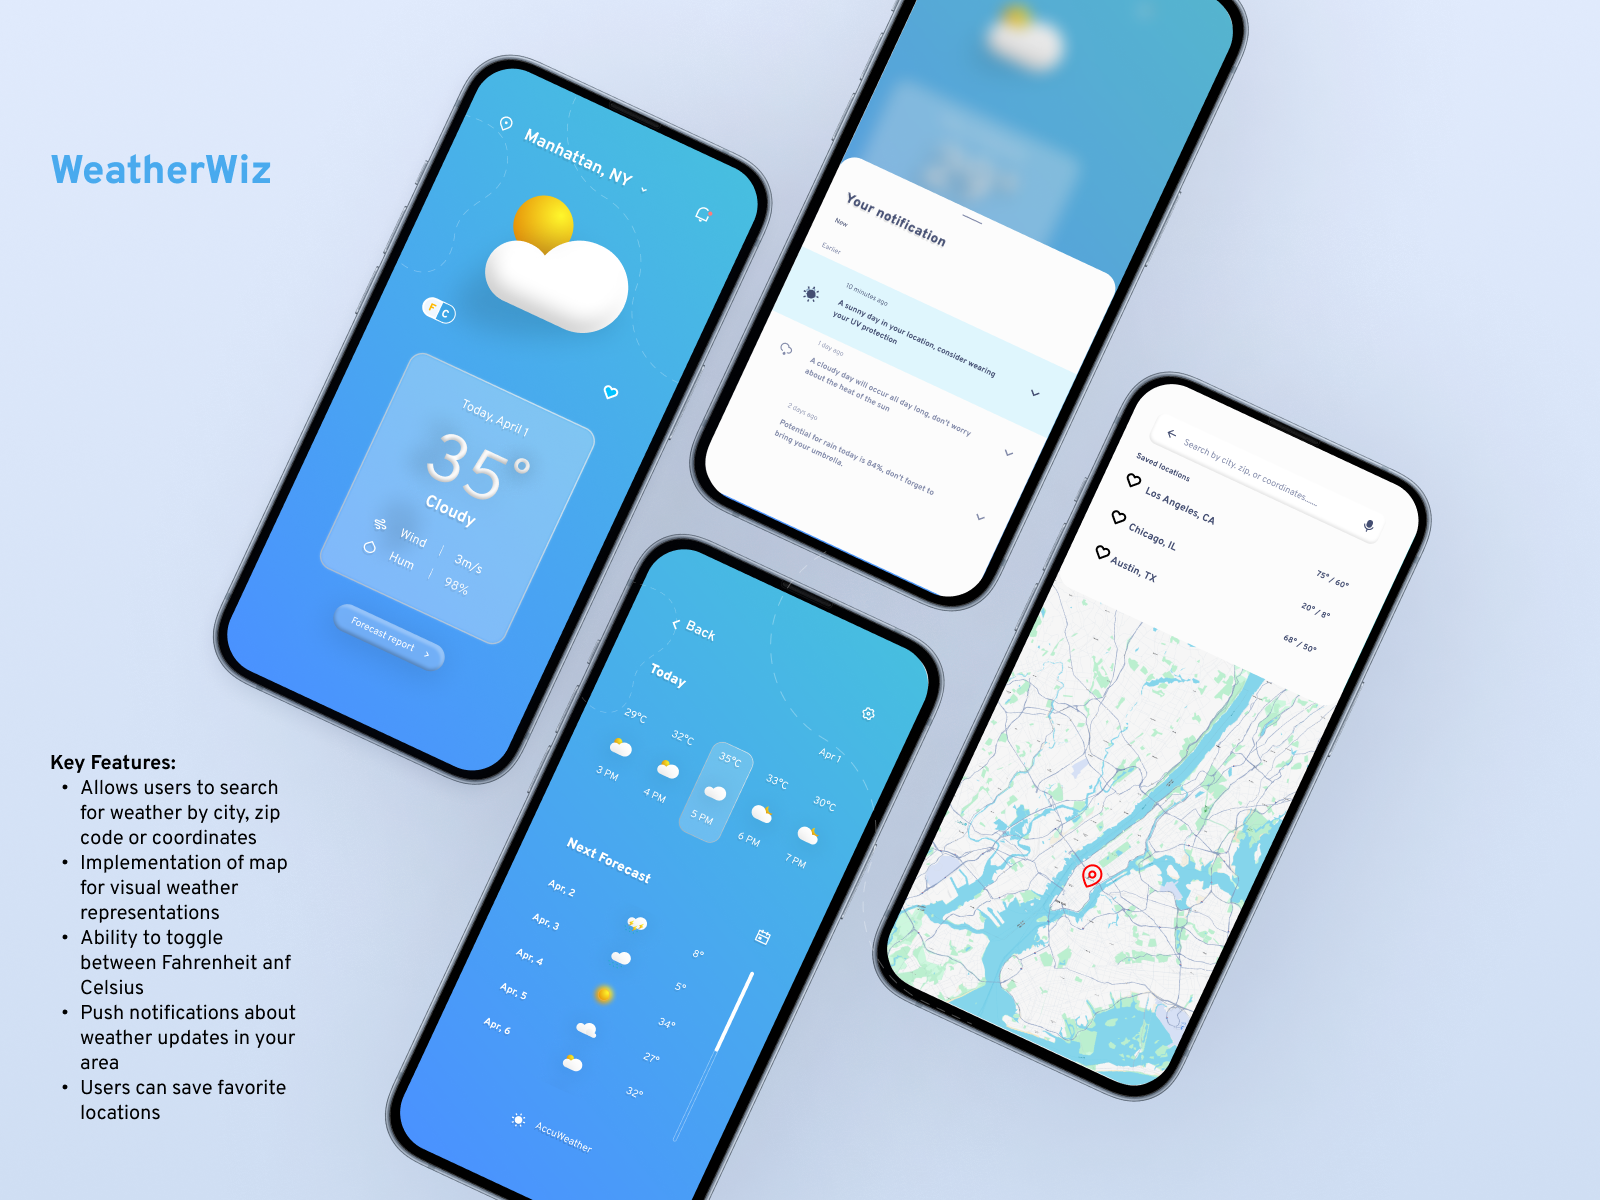 WeatherWiz
Key Features:
• Allows users to search
for weather by city, zip
code or coordinates
• Implementation of map
for visual weather
representations
• Ability to toggle
between Fahrenheit anf
Celsius
• Push notifications about
weather updates in your
area
• Users can save favorite
locations
Manhattan, NY
F C
Today, April 1
35°
Cloudy
Wind | 3m/s
Hum | 98%
Forecast report
Your notification
New
Earlier
10 minutes ago
A sunny day in your location, consider wearing
your UV protection
1 day ago
A cloudy day will occur all day long, don't worry
about the heat of the sun
2 days ago
Potential for rain today is 84%, don't forget to
bring your umbrella.
Back
Today
Apr 1
29°C 32°C 35°C 33°C 30°C
3 PM 4 PM 5 PM 6 PM 7 PM
Next Forecast
Apr, 2 8°
Apr, 3 5°
Apr, 4 34°
Apr, 5 27°
Apr, 6 32°
AccuWeather
Search by city, zip, or coordinates......
Saved locations
Los Angeles, CA 75° / 60°
Chicago, IL 20° / 8°
Austin, TX 68° / 50°